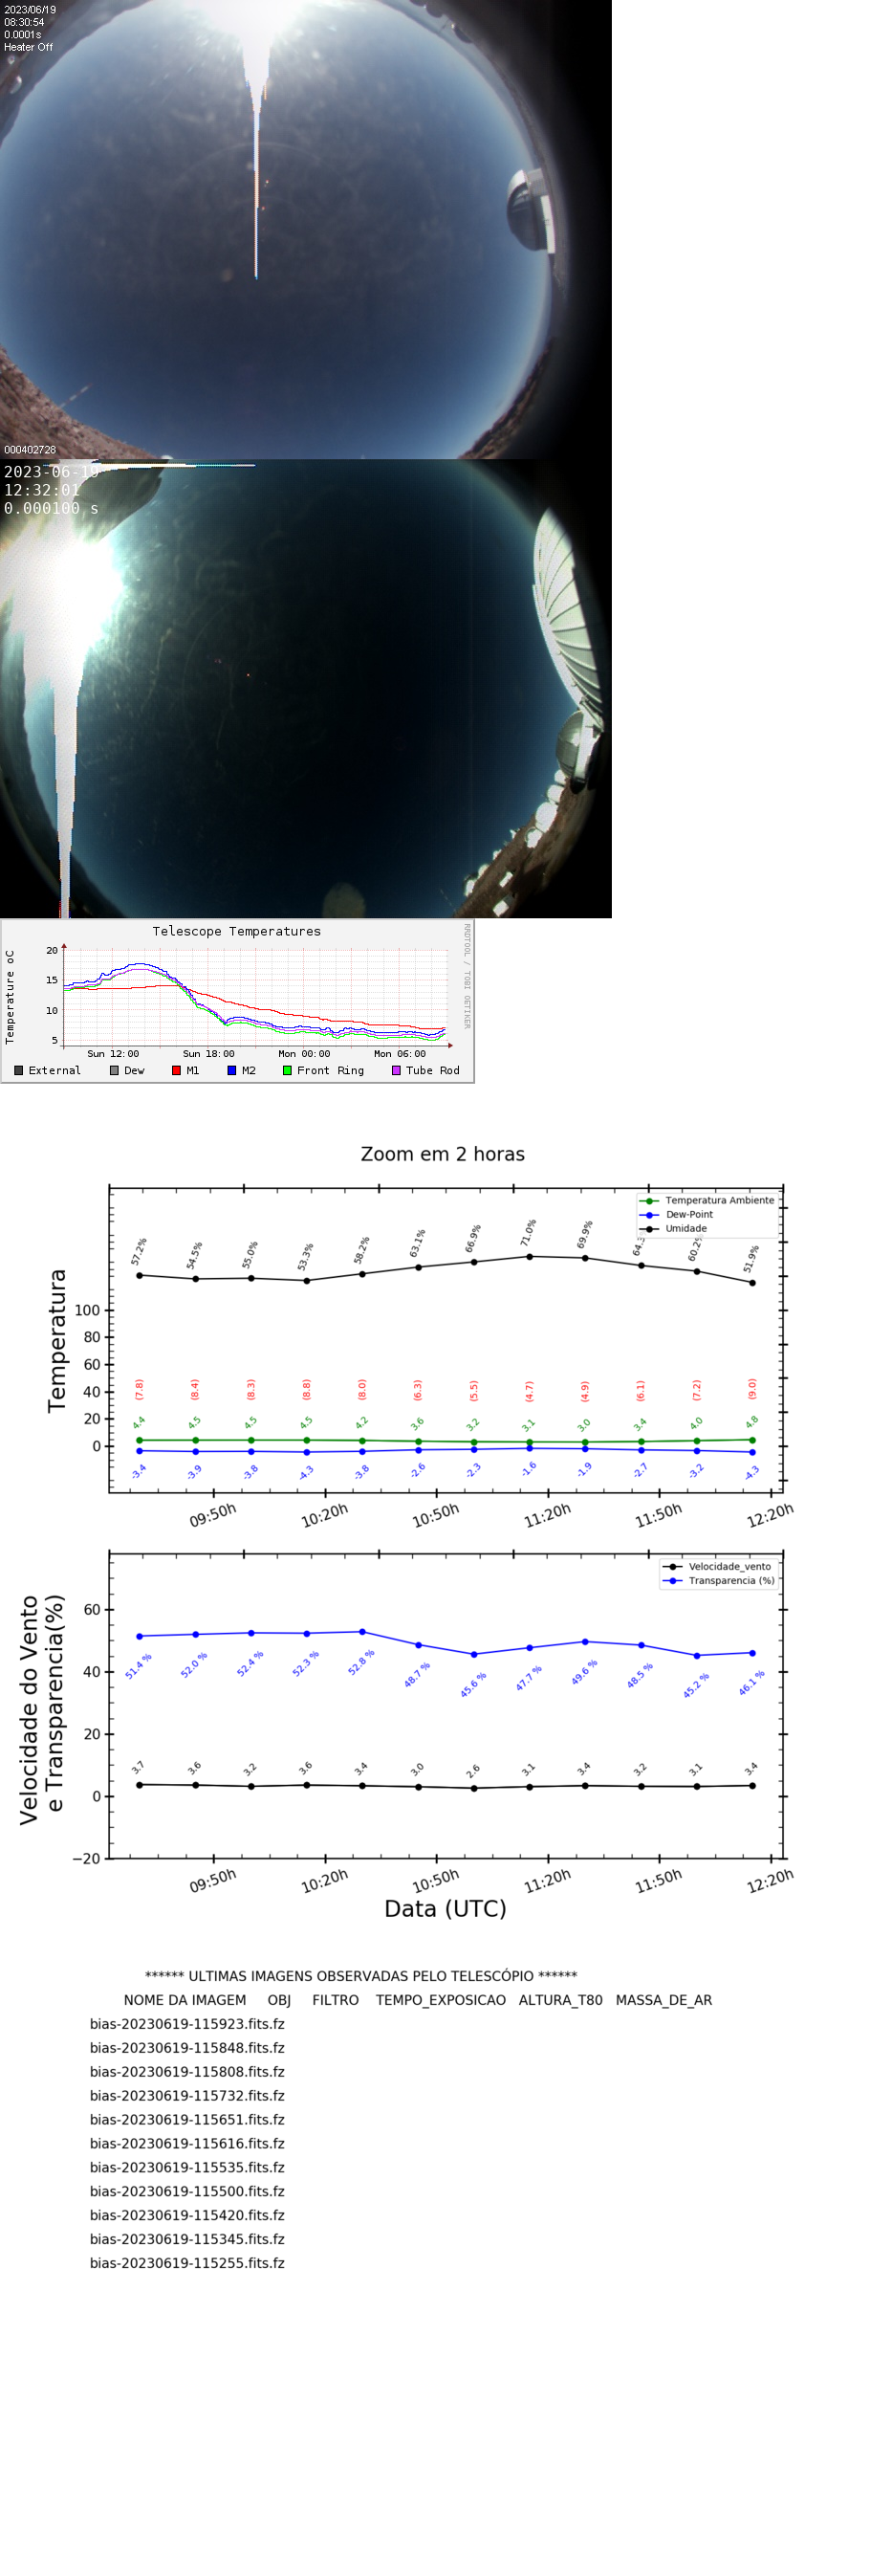 2023/06/19
08:30:54
0.0001s
Heater Off
000402728
2023-06-19
12:32:01
0.000100 s
Telescope Temperatures
RRDTOOL / TOBI OETIKER
Temperature oC
20
15
10
5
Sun 12:00 Sun 18:00 Mon 00:00 Mon 06:00
External Dew M1 M2 Front Ring Tube Rod
Zoom em 2 horas
Temperatura Ambiente
Dew-Point
Umidade
57.2% 54.5% 55.0% 53.3% 58.2% 63.1% 66.9% 71.0% 69.9% 60.2% 51.9%
Temperatura
100
80
60
40
20
0
(7.8) (8.4) (8.3) (8.8) (8.0) (6.3) (5.5) (4.7) (4.9) (6.1) (7.2) (9.0)
4.4 4.5 4.5 4.5 4.2 3.6 3.2 3.1 3.0 3.4 4.0 4.8
-3.4 -3.9 -3.8 -4.3 -3.8 -2.6 -2.3 -1.6 -1.9 -2.7 -3.2 -4.3
09:50h 10:20h 10:50h 11:20h 11:50h 12:20h
Velocidade_vento
Transparencia (%)
Velocidade do Vento
e Transparencia(%)
60
40
20
0
−20
51.4 % 52.0 % 52.4 % 52.3 % 52.8 % 48.7 % 45.6 % 47.7 % 49.6 % 48.5 % 45.2 % 46.1 %
3.7 3.6 3.2 3.6 3.4 3.0 2.6 3.1 3.4 3.2 3.1 3.4
09:50h 10:20h 10:50h 11:20h 11:50h 12:20h
Data (UTC)
****** ULTIMAS IMAGENS OBSERVADAS PELO TELESCÓPIO ******
NOME DA IMAGEM OBJ FILTRO TEMPO_EXPOSICAO ALTURA_T80 MASSA_DE_AR
bias-20230619-115923.fits.fz
bias-20230619-115848.fits.fz
bias-20230619-115808.fits.fz
bias-20230619-115732.fits.fz
bias-20230619-115651.fits.fz
bias-20230619-115616.fits.fz
bias-20230619-115535.fits.fz
bias-20230619-115500.fits.fz
bias-20230619-115420.fits.fz
bias-20230619-115345.fits.fz
bias-20230619-115255.fits.fz